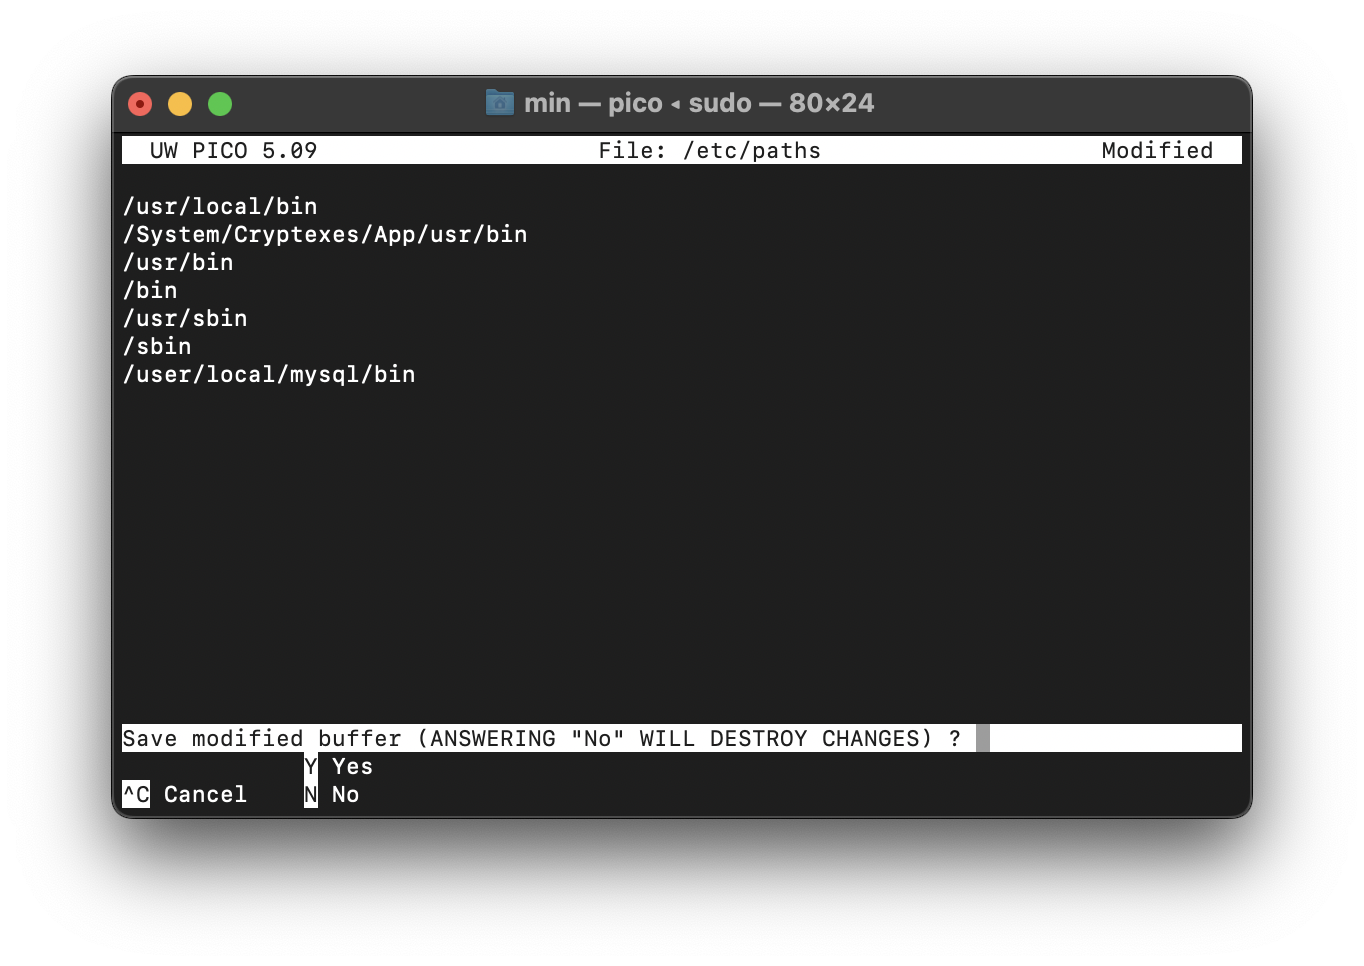 min — pico ◂ sudo — 80×24
UW PICO 5.09 File: /etc/paths Modified
/usr/local/bin
/System/Cryptexes/App/usr/bin
/usr/bin
/bin
/usr/sbin
/sbin
/user/local/mysql/bin
Save modified buffer (ANSWERING "No" WILL DESTROY CHANGES) ?
Y Yes
^C Cancel N No